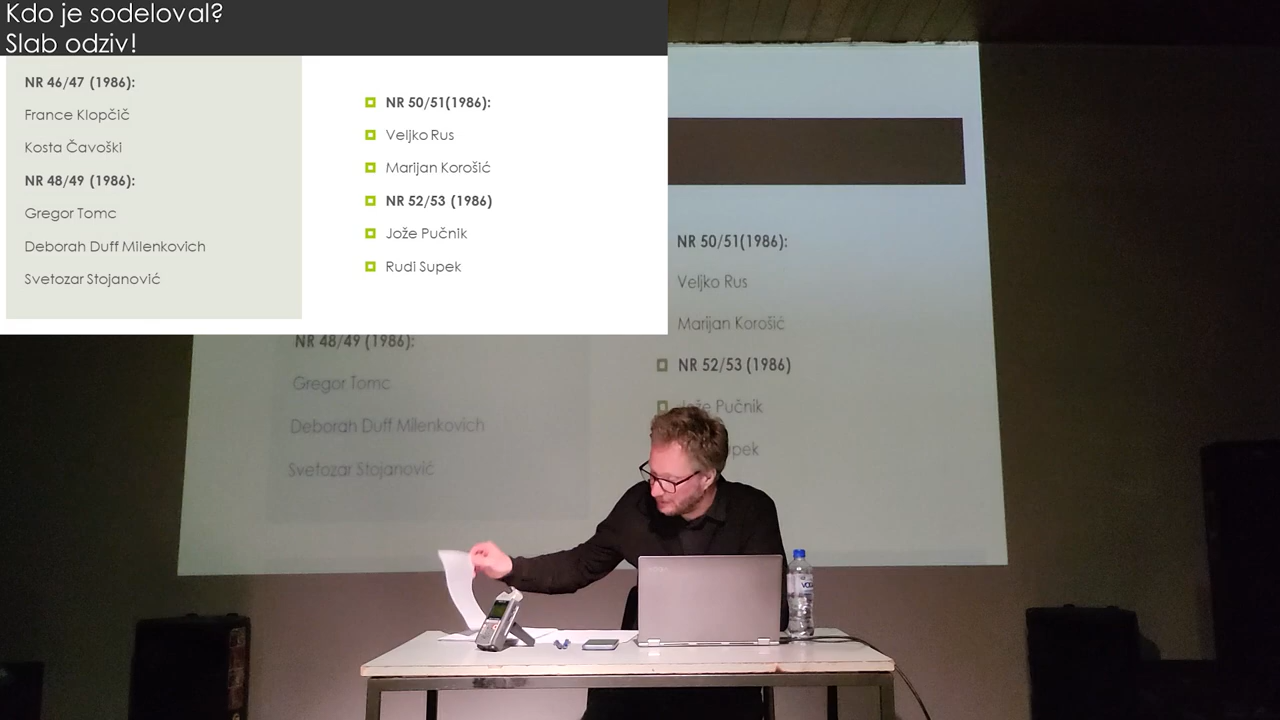 Kdo je sodeloval?
Slab odziv!
NR 46/47 (1986):
France Klopčič
Kosta Čavoški
NR 48/49 (1986):
Gregor Tomc
Deborah Duff Milenkovich
Svetozar Stojanović
NR 50/51(1986):
Veljko Rus
Marijan Korošić
NR 52/53 (1986)
Jože Pučnik
Rudi Supek
NR 48/49 (1986):
Gregor Tomc
Deborah Duff Milenkovich
Svetozar Stojanović
NR 50/51(1986):
Veljko Rus
Marijan Korošić
NR 52/53 (1986)
Jože Pučnik